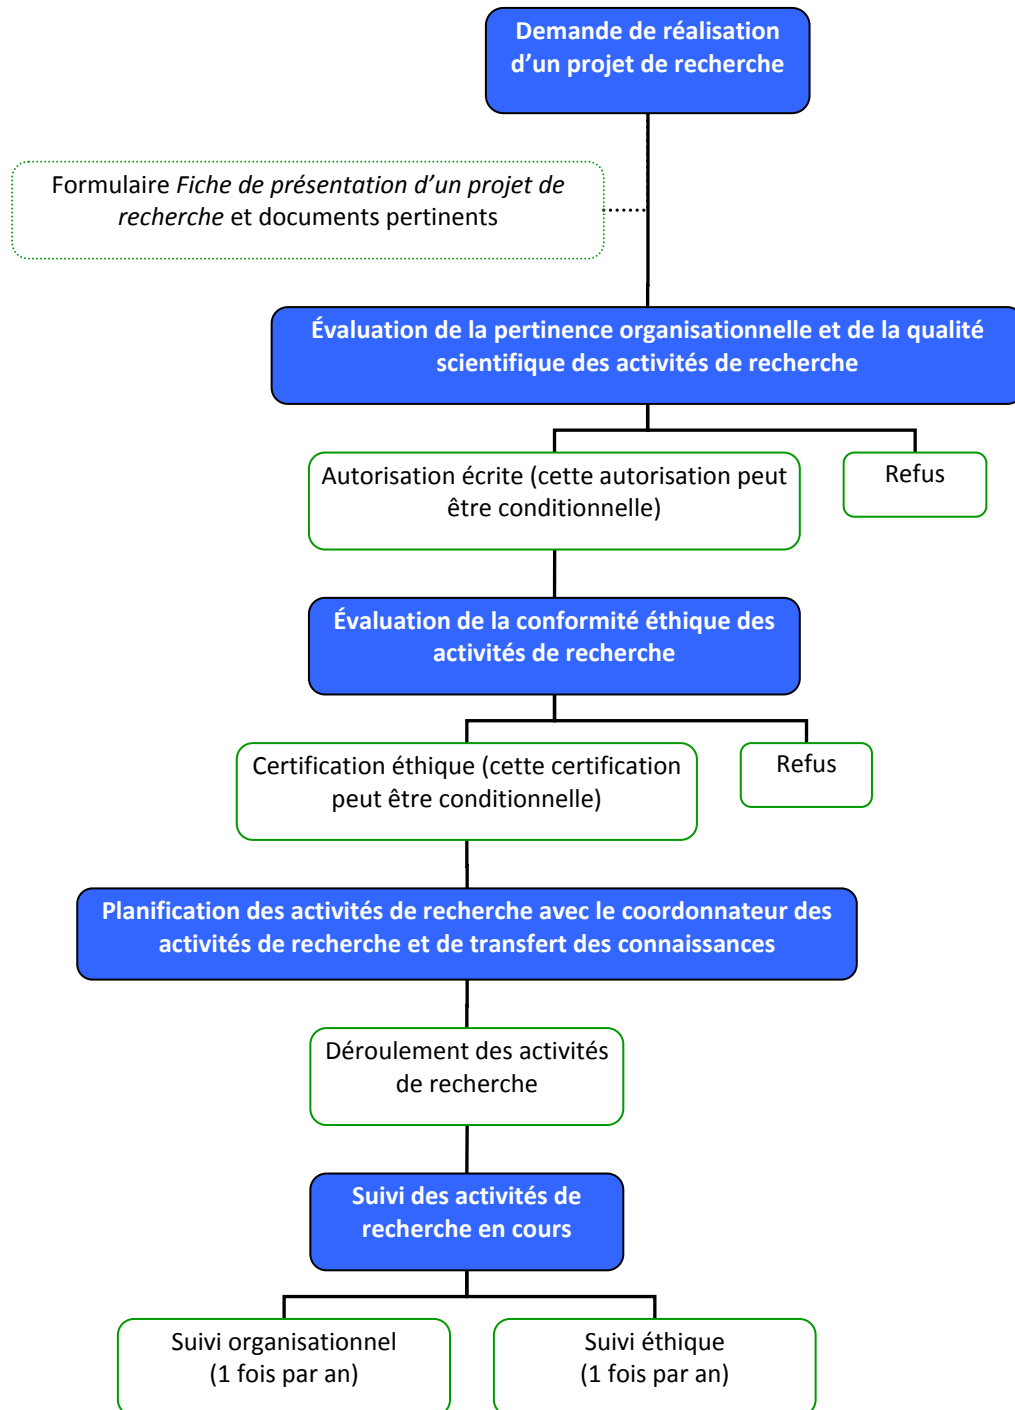 Demande de réalisation
d’un projet de recherche
Formulaire Fiche de présentation d’un projet de
recherche et documents pertinents
Évaluation de la pertinence organisationnelle et de la qualité
scientifique des activités de recherche
Autorisation écrite (cette autorisation peut
être conditionnelle)
Refus
Évaluation de la conformité éthique des
activités de recherche
Certification éthique (cette certification
peut être conditionnelle)
Refus
Planification des activités de recherche avec le coordonnateur des
activités de recherche et de transfert des connaissances
Déroulement des activités
de recherche
Suivi des activités de
recherche en cours
Suivi organisationnel
(1 fois par an)
Suivi éthique
(1 fois par an)